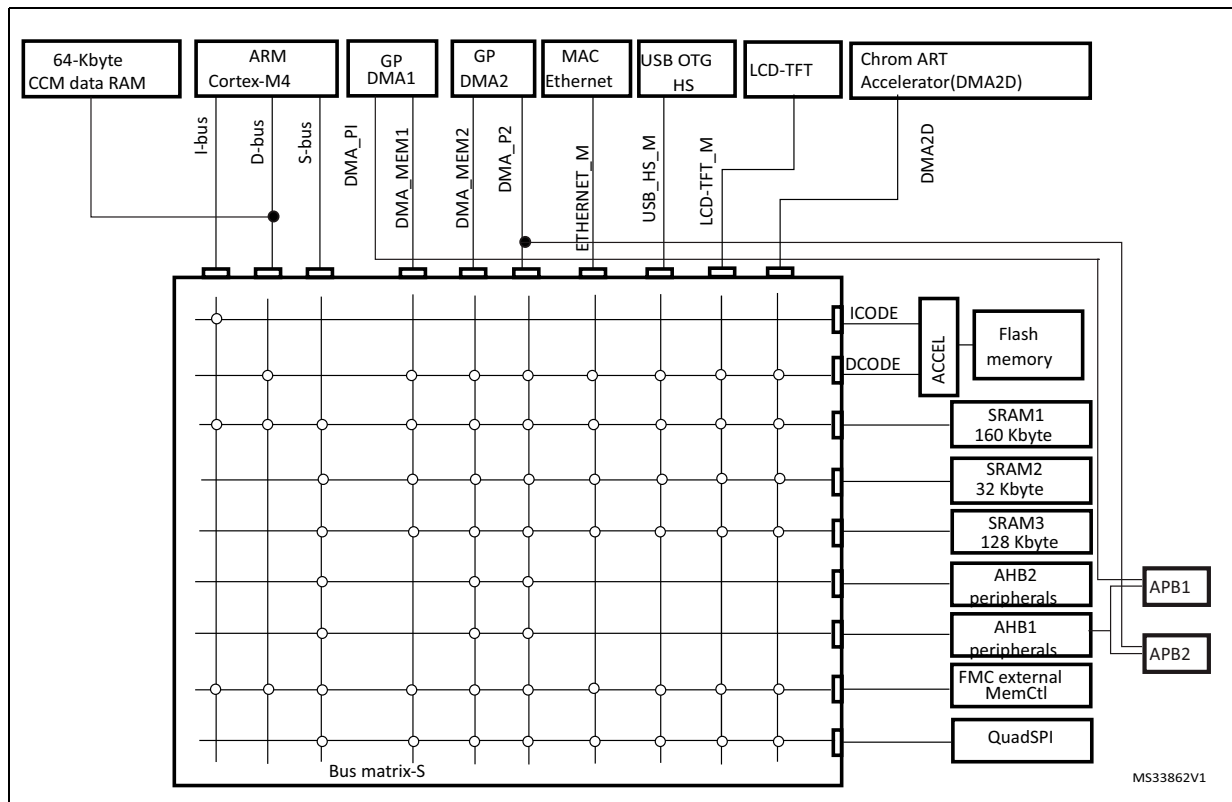 64-Kbyte
CCM data RAM
ARM
Cortex-M4
GP
DMA1
GP
DMA2
MAC
Ethernet
USB OTG
HS
LCD-TFT
Chrom ART
Accelerator(DMA2D)
I-bus
D-bus
S-bus
DMA_PI
DMA_MEM1
DMA_MEM2
DMA_P2
ETHERNET_M
USB_HS_M
LCD-TFT_M
DMA2D
ICODE
DCODE
ACCEL
Flash
memory
SRAM1
160 Kbyte
SRAM2
32 Kbyte
SRAM3
128 Kbyte
AHB2
peripherals
AHB1
peripherals
FMC external
MemCtl
QuadSPI
APB1
APB2
Bus matrix-S
MS33862V1